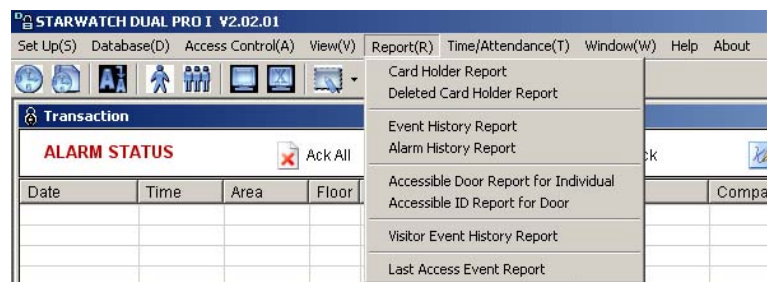 STARWATCH DUAL PRO I V2.02.01
Set Up(S) Database(D) Access Control(A) View(V) Report(R) Time/Attendance(T) Window(W) Help About
Card Holder Report
Deleted Card Holder Report
Transaction
Event History Report
ALARM STATUS Ack All Alarm History Report
Accessible Door Report for Individual
Date Time Area Floor
Accessible ID Report for Door
Visitor Event History Report
Last Access Event Report